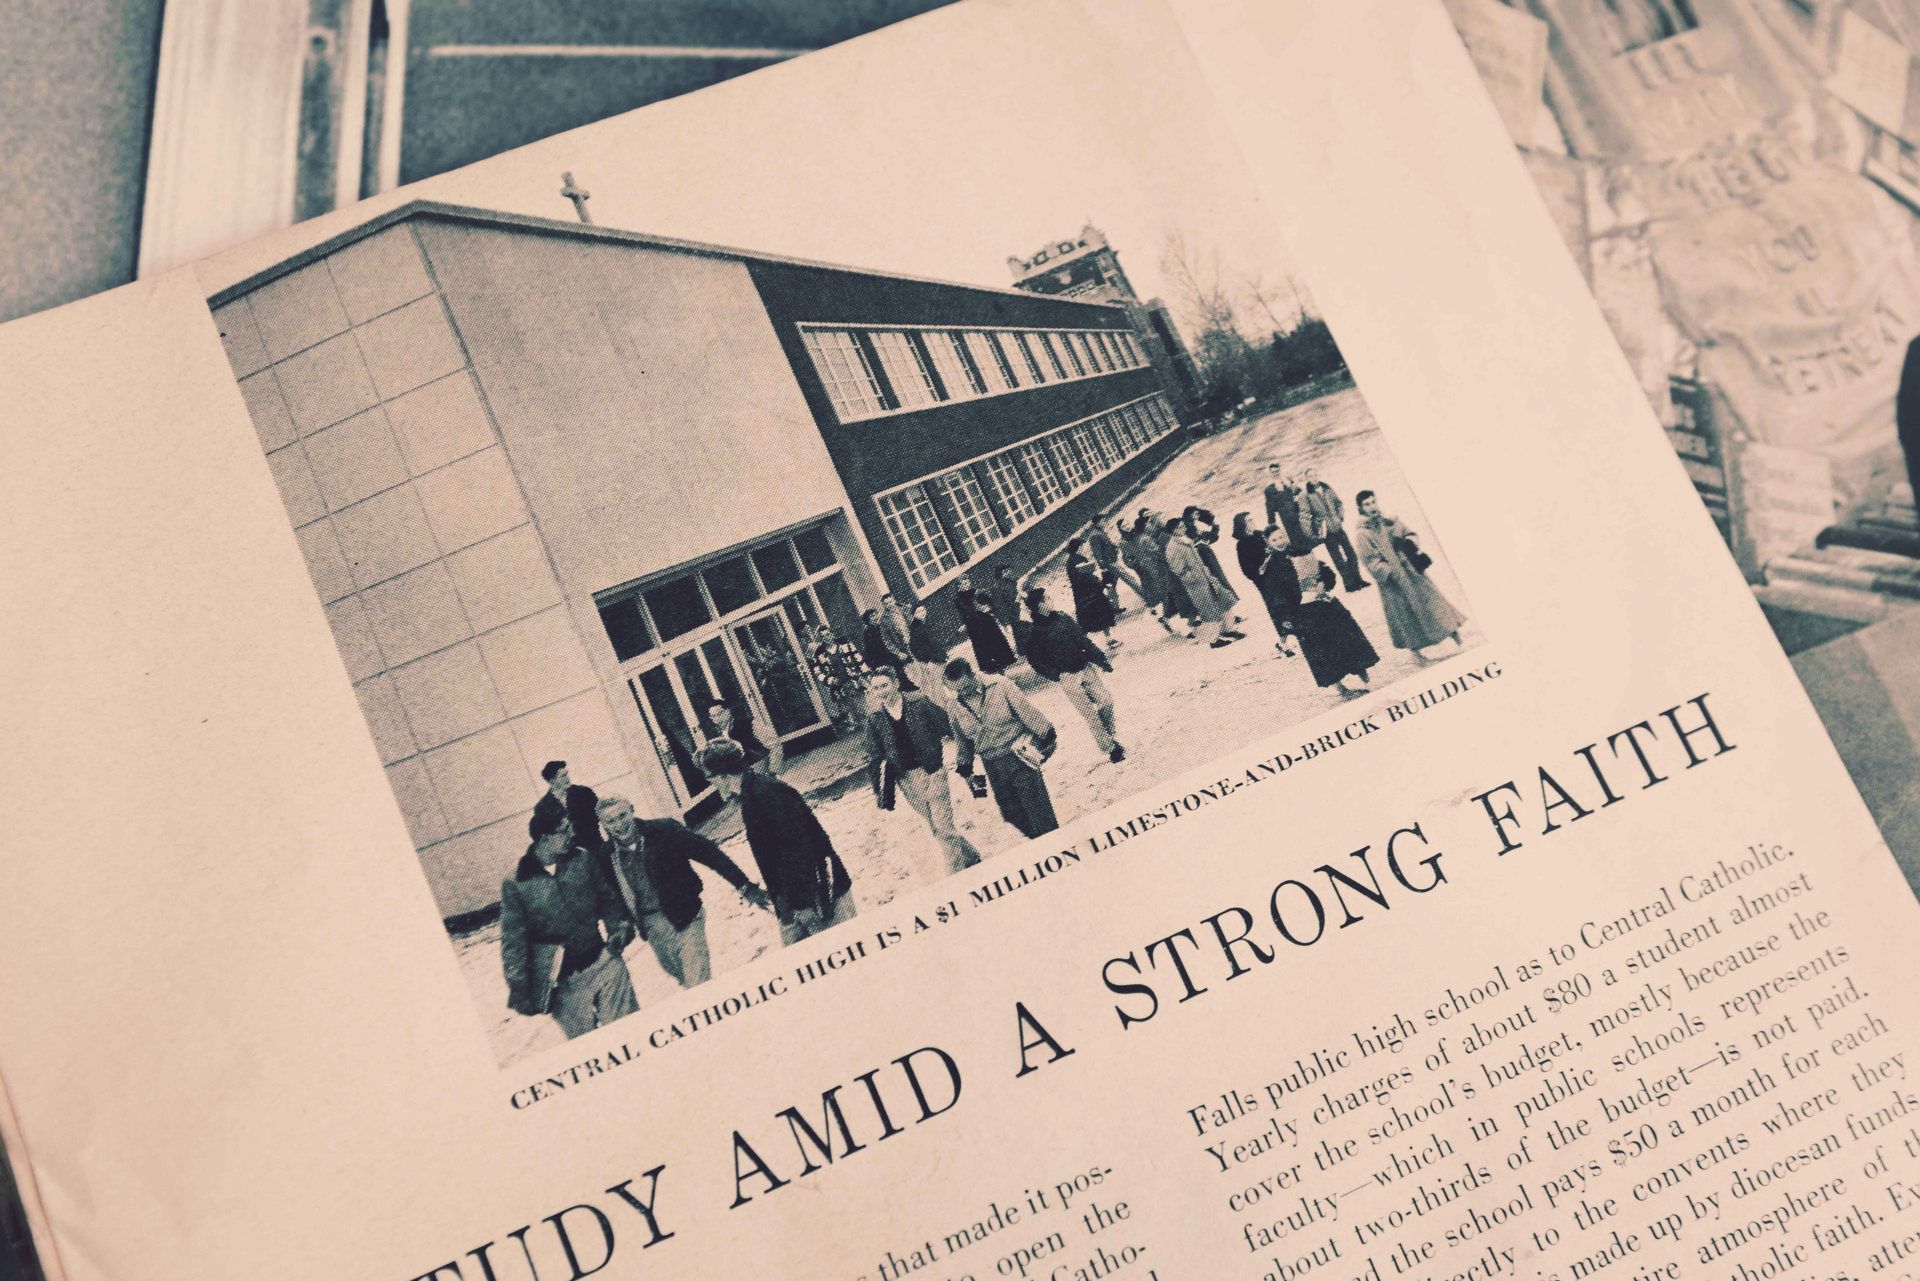 CENTRAL CATHOLIC HIGH IS A $1 MILLION LIMESTONE-AND-BRICK BUILDING
TUDY AMID A STRONG FAITH
that made it pos-
open the
Catho-
Falls public high school as to Central Catholic.
Yearly charges of about $80 a student almost
cover the school's budget, mostly because the
faculty—which in public schools represents
about two-thirds of the budget—is not paid.
the school pays $50 a month for each
to the convents where they
made up by diocesan funds
atmosphere of
faith.
YOU
RETREAT